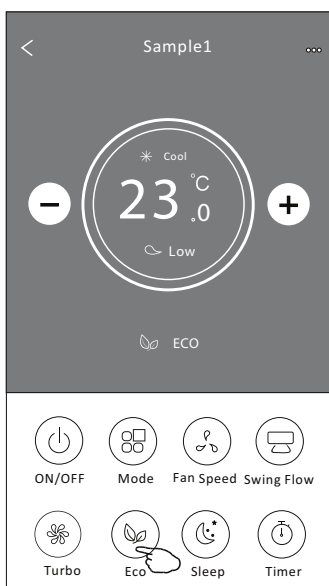 Sample1
Cool
23.0 °C
Low
ECO
ON/OFF Mode Fan Speed Swing Flow
Turbo Eco Sleep Timer